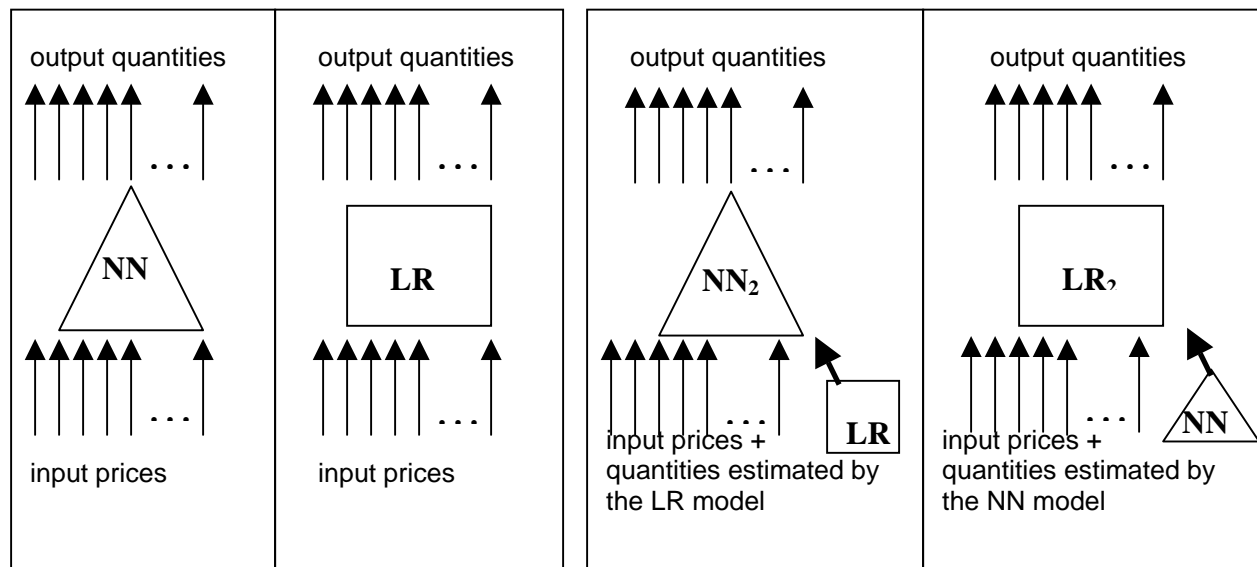 output quantities
NN
input prices
output quantities
LR
input prices
output quantities
NN₂
LR
input prices +
quantities estimated by
the LR model
output quantities
LR₂
NN
input prices +
quantities estimated by
the NN model